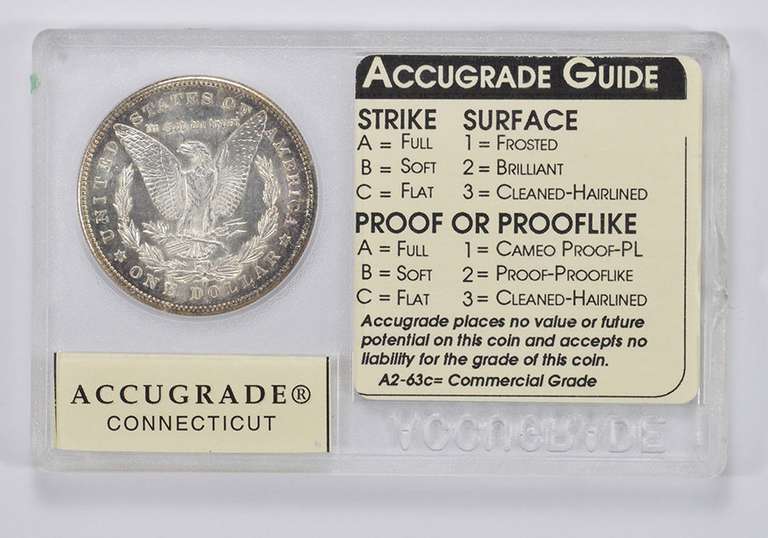 UNITED STATES OF AMERICA
In God we trust
ONE DOLLAR
ACCUGRADE GUIDE
STRIKE SURFACE
A = FULL 1 = FROSTED
B = SOFT 2 = BRILLIANT
C = FLAT 3 = CLEANED-HAIRLINED
PROOF OR PROOFLIKE
A = FULL 1 = CAMEO PROOF-PL
B = SOFT 2 = PROOF-PROOFLIKE
C = FLAT 3 = CLEANED-HAIRLINED
Accugrade places no value or future
potential on this coin and accepts no
liability for the grade of this coin.
A2-63c= Commercial Grade
ACCUGRADE®
CONNECTICUT
ACCUGRADE